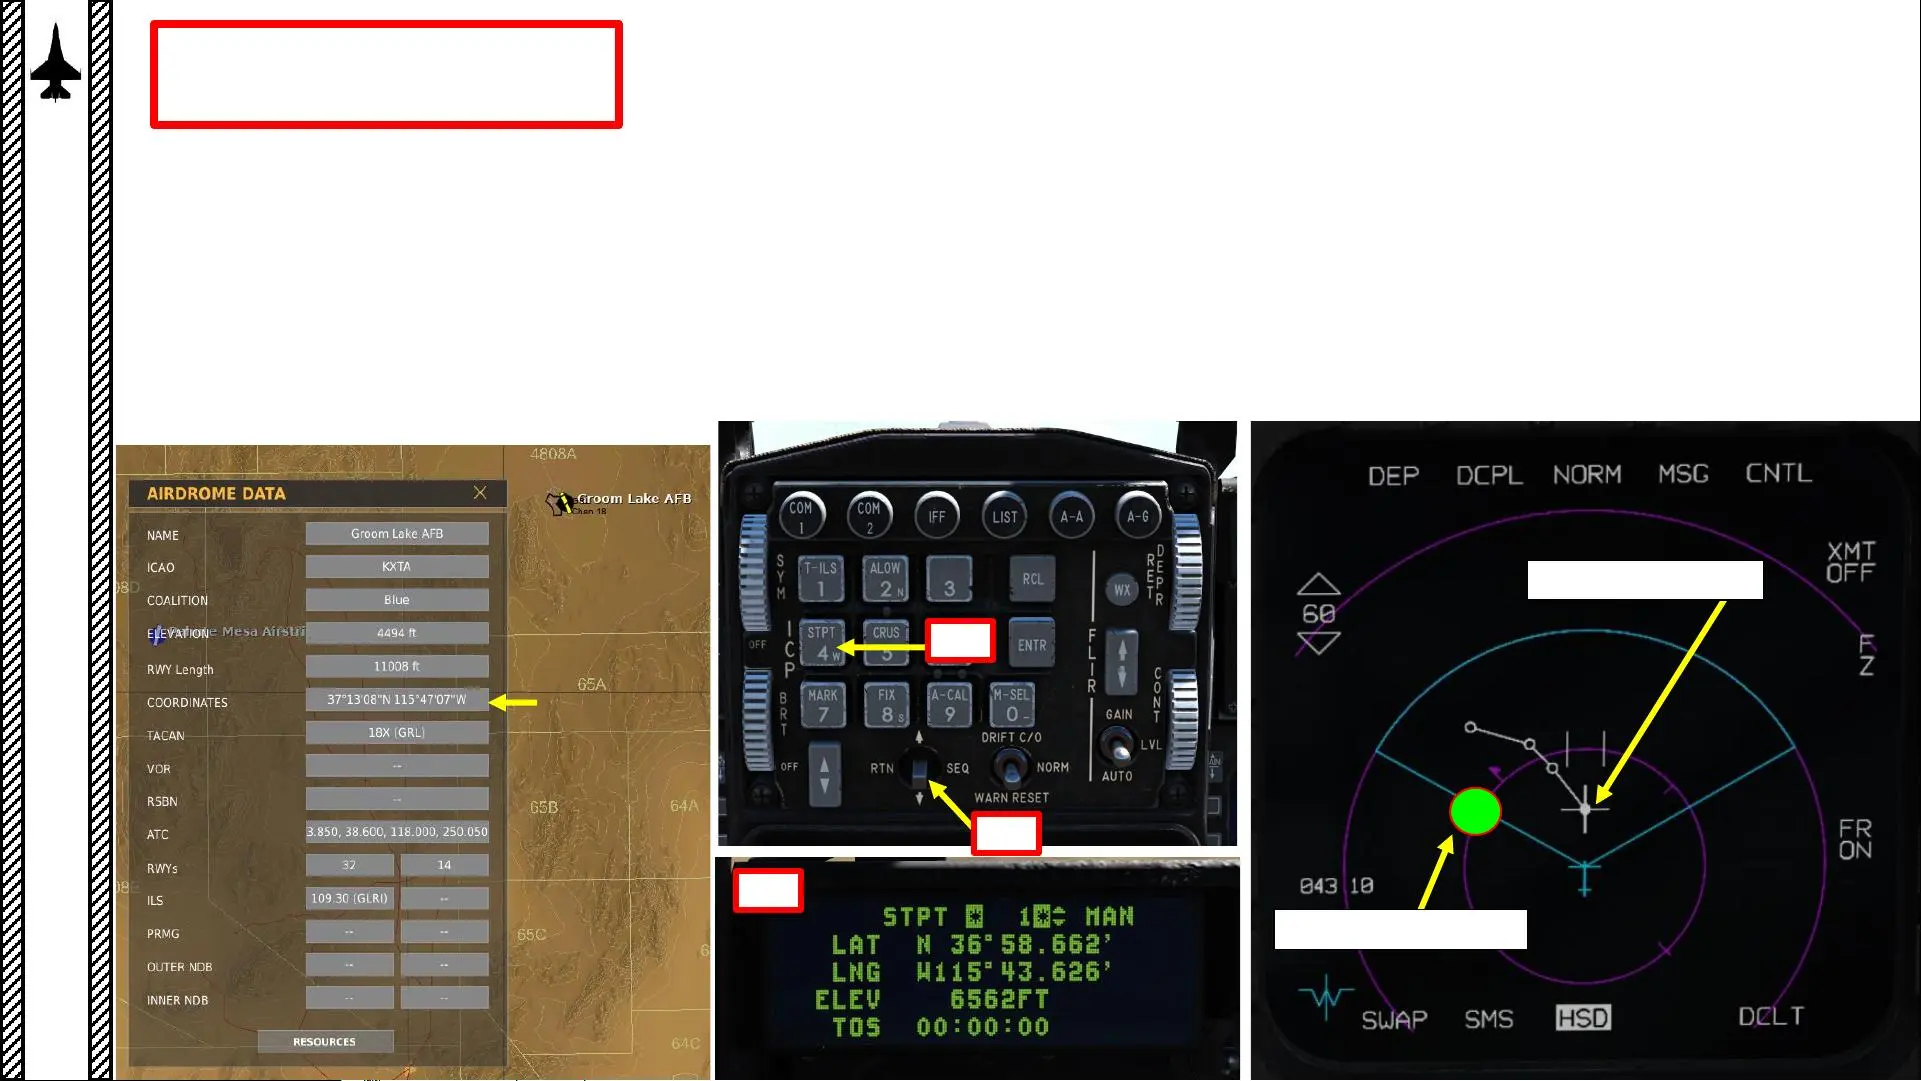 4808A
AIRDROME DATA
Groom Lake AFB
Chan 18
NAME Groom Lake AFB
ICAO KXTA
COALITION Blue
ELEVATION 4494 ft
Mesa Airstri
RWY Length 11008 ft
COORDINATES 37°13'08"N 115°47'07"W
65A
TACAN 18X (GRL)
VOR --
RSBN --
65B
64A
ATC 3.850, 38.600, 118.000, 250.050
RWYs 32 14
ILS 109.30 (GLRI) --
PRMG --  --
65C
OUTER NDB --  --
INNER NDB --  --
RESOURCES
64C
COM 1
COM 2
IFF
LIST
A-A
A-G
SYM
T-ILS 1
ALOW 2 N
3
RCL
WX
RET DEPR
OFF
ICP
STPT 4 W
CRUS 5
ENTR
FLIR
BRT
MARK 7
FIX 8 S
A-CAL 9
M-SEL 0 -
CONT
GAIN
LVL
AUTO
OFF
RTN
SEQ
DRIFT C/O
NORM
WARN RESET
STPT 1 MAN
LAT N 36°58.662'
LNG W115°43.626'
ELEV 6562FT
TOS 00:00:00
DEP DCPL NORM MSG CNTL
XMT
OFF
60
F
Z
FR
ON
043 10
SWAP SMS HSD DCLT